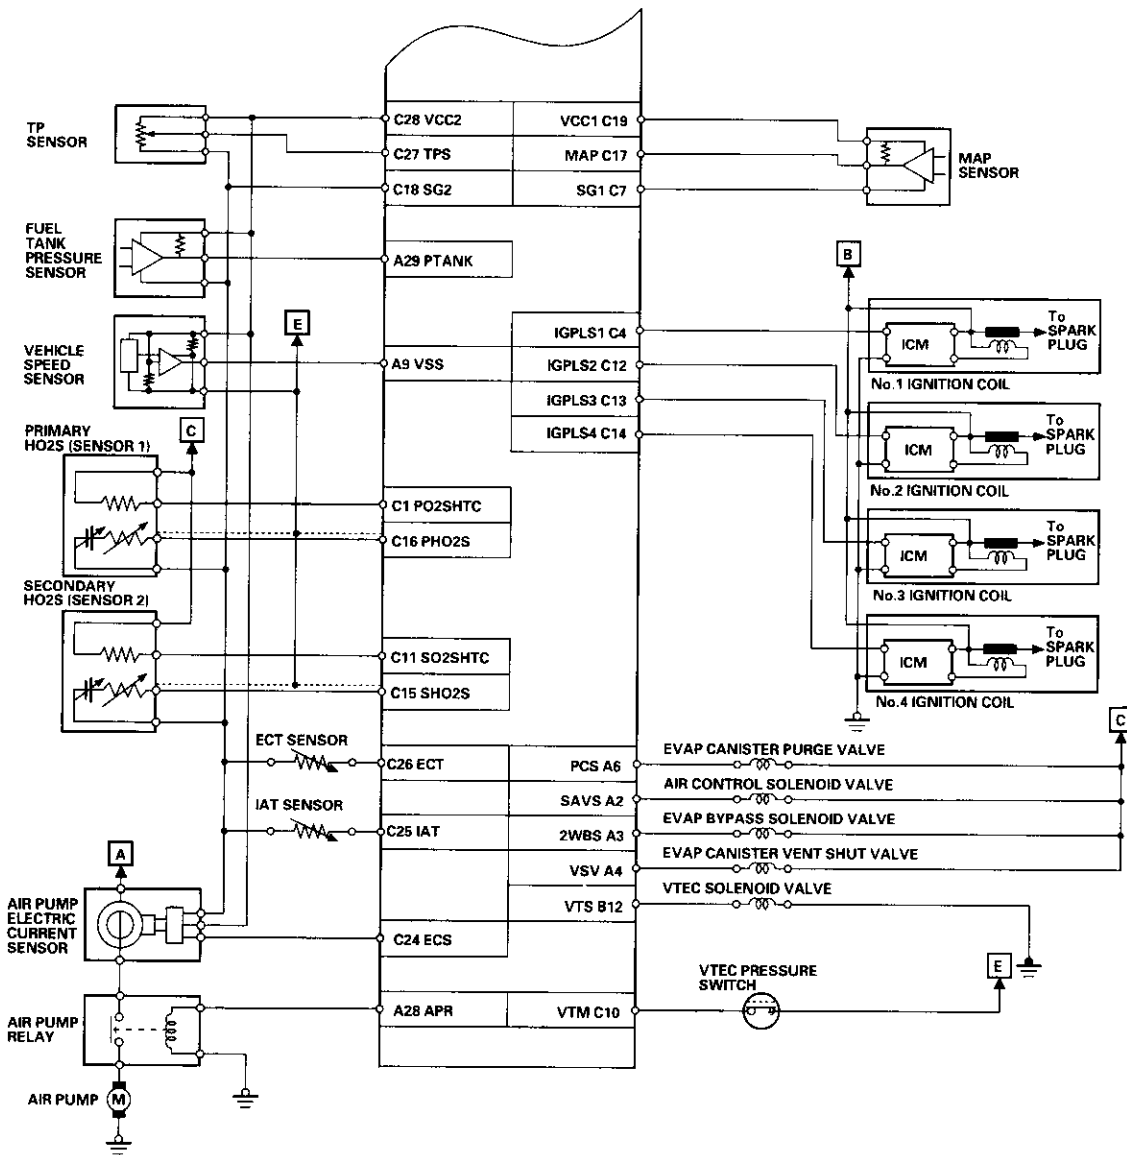 TP
SENSOR
C28 VCC2
VCC1 C19
C27 TPS
MAP C17
MAP
SENSOR
C18 SG2
SG1 C7
FUEL
TANK
PRESSURE
SENSOR
A29 PTANK
B
E
IGPLS1 C4
ICM
To
SPARK
PLUG
No.1 IGNITION COIL
VEHICLE
SPEED
SENSOR
A9 VSS
IGPLS2 C12
IGPLS3 C13
IGPLS4 C14
ICM
To
SPARK
PLUG
No.2 IGNITION COIL
C
PRIMARY
HO2S (SENSOR 1)
C1 PO2SHTC
C16 PHO2S
ICM
To
SPARK
PLUG
No.3 IGNITION COIL
SECONDARY
HO2S (SENSOR 2)
C11 SO2SHTC
C15 SHO2S
ICM
To
SPARK
PLUG
No.4 IGNITION COIL
C
ECT SENSOR
C26 ECT
PCS A6
EVAP CANISTER PURGE VALVE
SAVS A2
AIR CONTROL SOLENOID VALVE
IAT SENSOR
C25 IAT
2WBS A3
EVAP BYPASS SOLENOID VALVE
VSV A4
EVAP CANISTER VENT SHUT VALVE
VTS B12
VTEC SOLENOID VALVE
A
AIR PUMP
ELECTRIC
CURRENT
SENSOR
C24 ECS
VTEC PRESSURE
SWITCH
E
AIR PUMP
RELAY
A28 APR
VTM C10
AIR PUMP
M